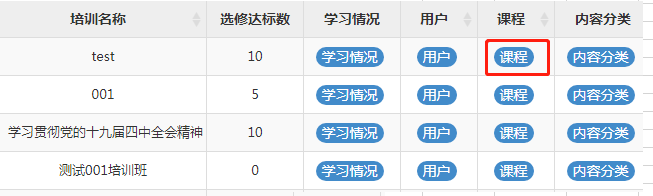 培训名称 选修达标数 学习情况 用户 课程 内容分类
test 10 学习情况 用户 课程 内容分类
001 5 学习情况 用户 课程 内容分类
学习贯彻党的十九届四中全会精神 10 学习情况 用户 课程 内容分类
测试001培训班 0 学习情况 用户 课程 内容分类